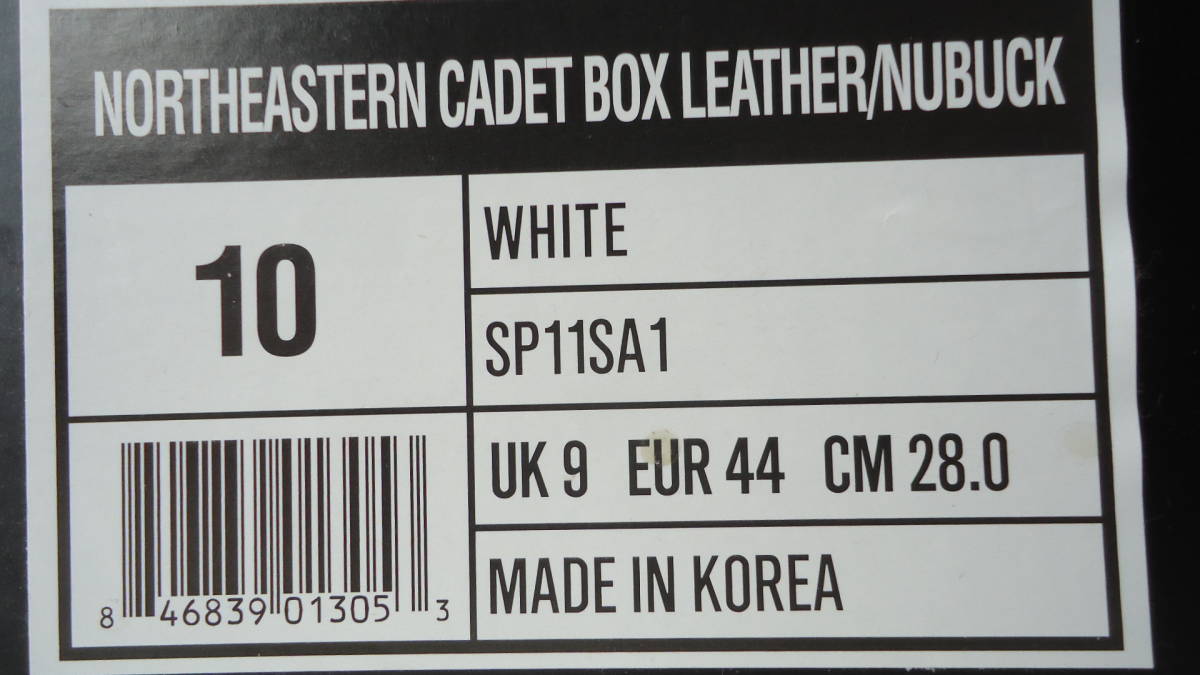 NORTHEASTERN CADET BOX LEATHER/NUBUCK
10
WHITE
SP11SA1
UK 9 EUR 44 CM 28.0
MADE IN KOREA
8 46839 01305 3